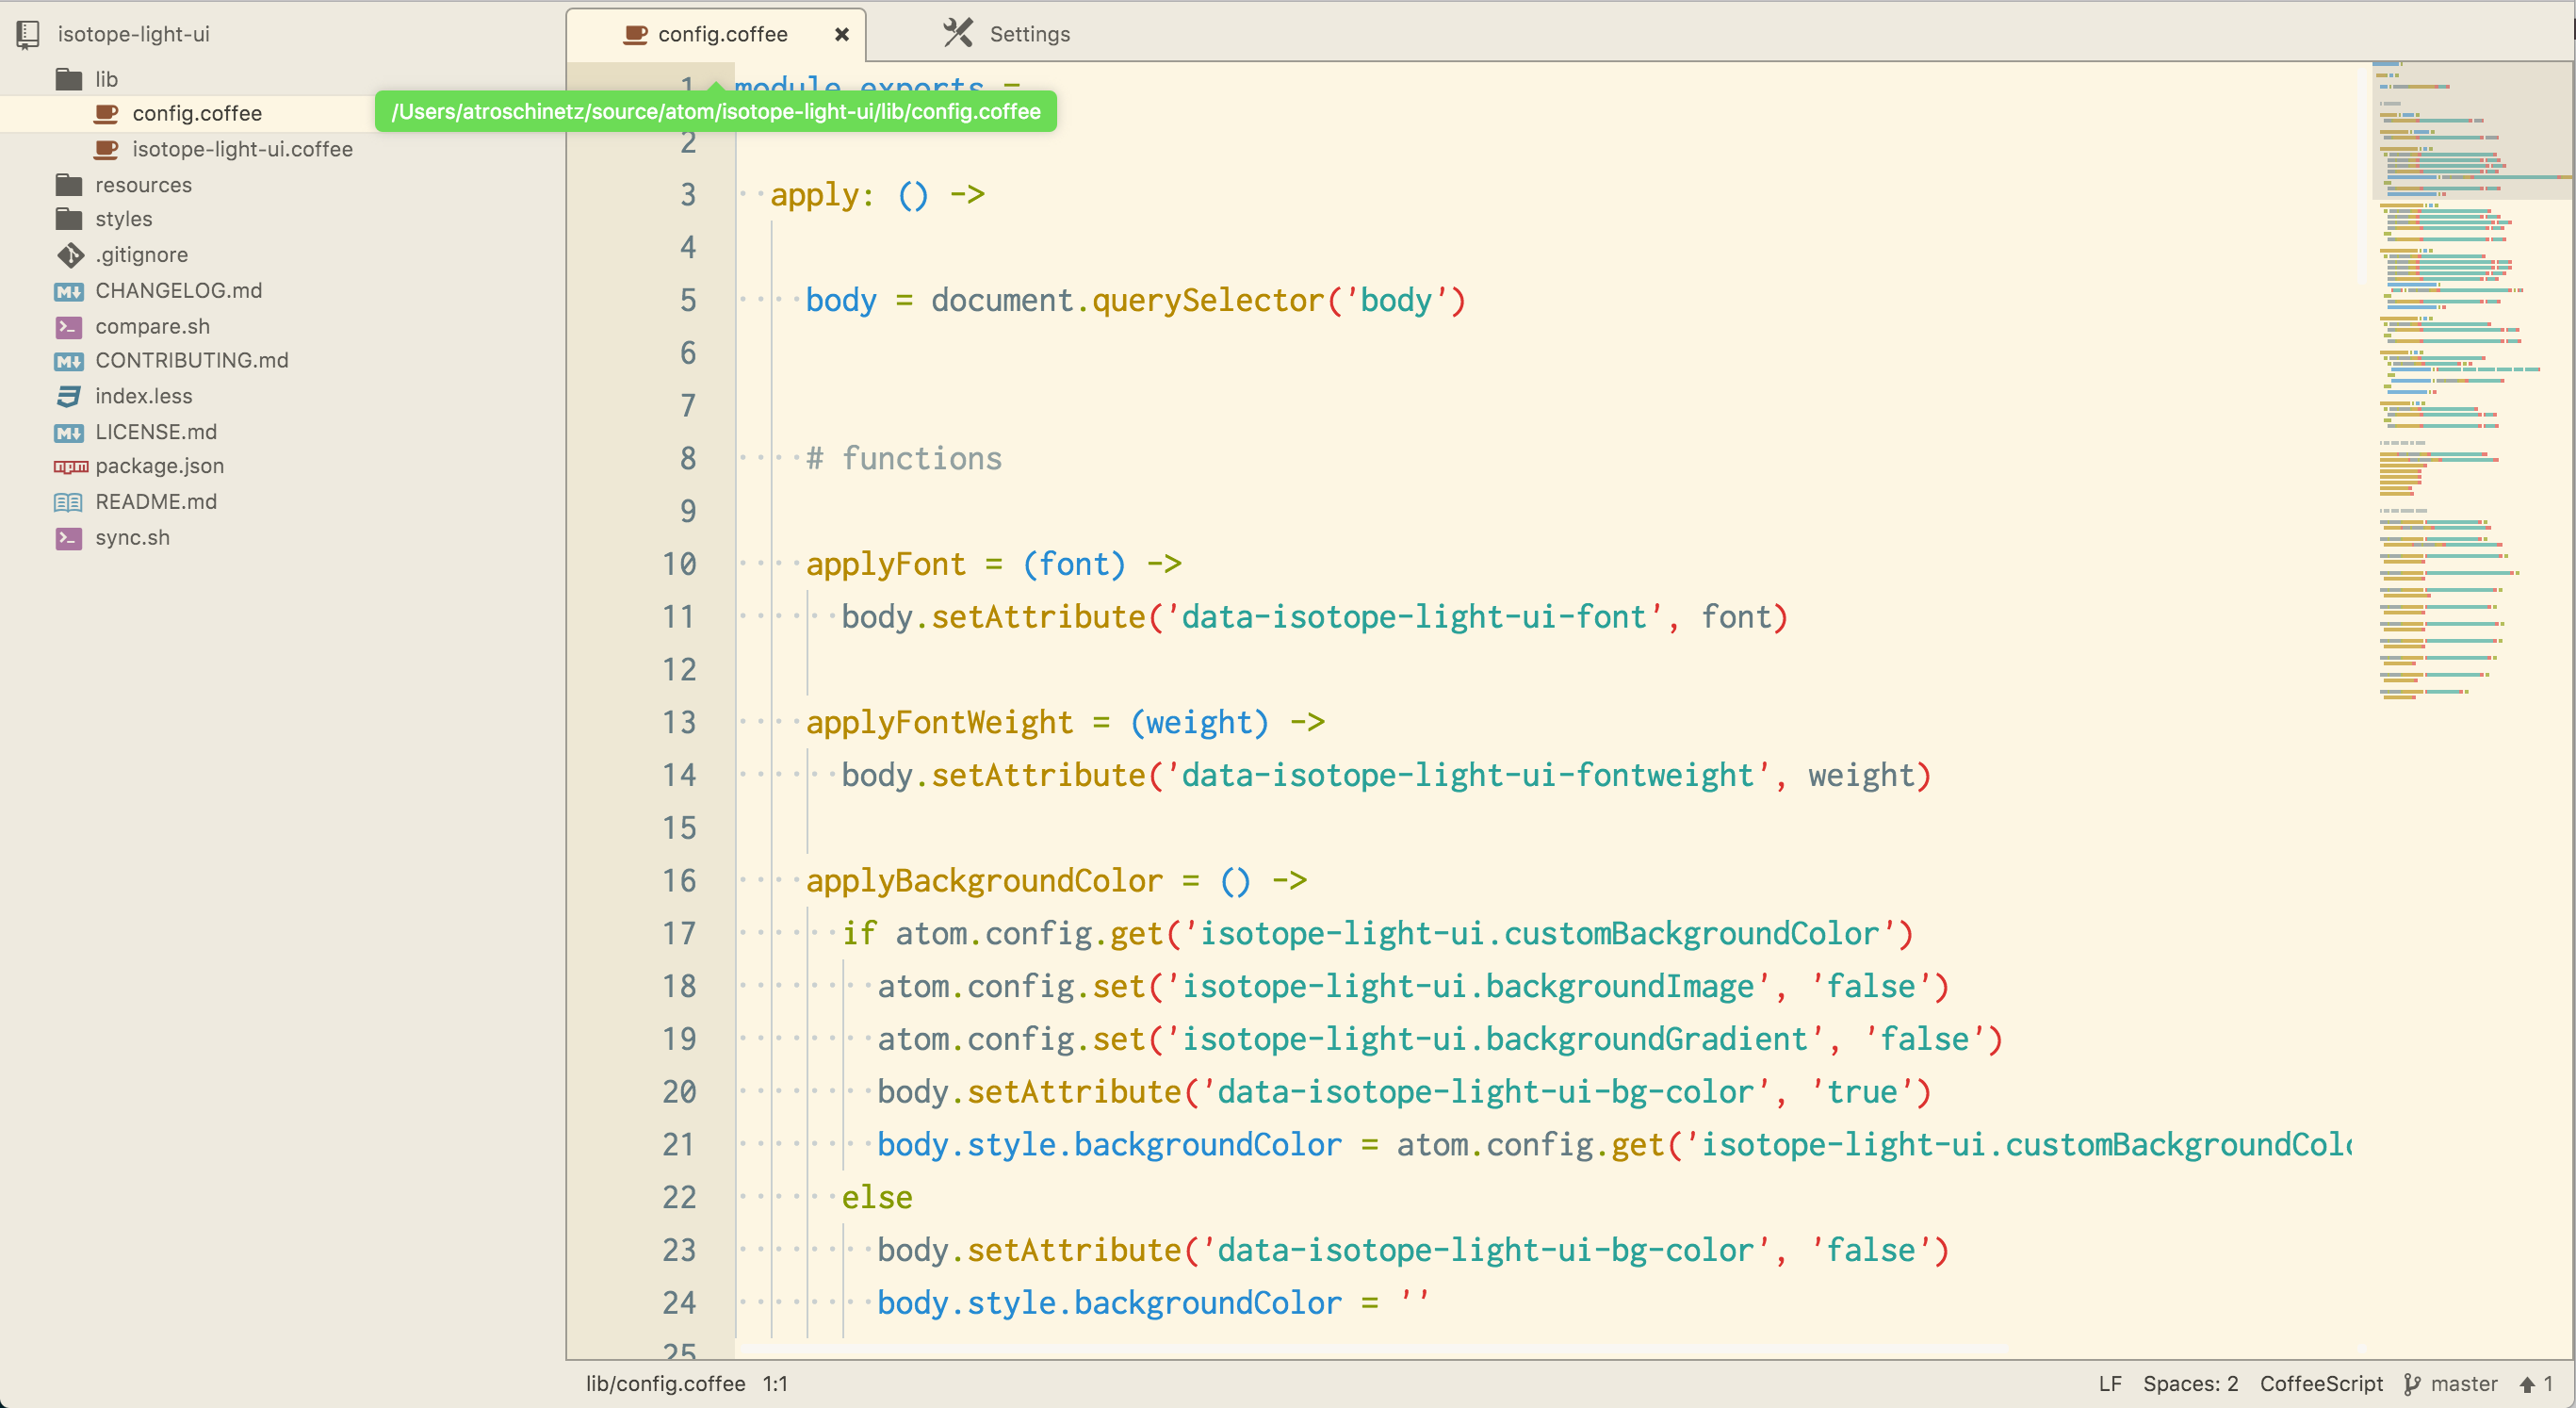 isotope-light-ui
lib
config.coffee
isotope-light-ui.coffee
resources
styles
.gitignore
CHANGELOG.md
compare.sh
CONTRIBUTING.md
index.less
LICENSE.md
package.json
README.md
sync.sh
config.coffee
Settings
/Users/atroschinetz/source/atom/isotope-light-ui/lib/config.coffee
1 module.exports =
2
3 apply: () ->
4
5 body = document.querySelector('body')
6
7
8 # functions
9
10 applyFont = (font) ->
11 body.setAttribute('data-isotope-light-ui-font', font)
12
13 applyFontWeight = (weight) ->
14 body.setAttribute('data-isotope-light-ui-fontweight', weight)
15
16 applyBackgroundColor = () ->
17 if atom.config.get('isotope-light-ui.customBackgroundColor')
18 atom.config.set('isotope-light-ui.backgroundImage', 'false')
19 atom.config.set('isotope-light-ui.backgroundGradient', 'false')
20 body.setAttribute('data-isotope-light-ui-bg-color', 'true')
21 body.style.backgroundColor = atom.config.get('isotope-light-ui.customBackgroundColo
22 else
23 body.setAttribute('data-isotope-light-ui-bg-color', 'false')
24 body.style.backgroundColor = ''
25
lib/config.coffee 1:1
LF Spaces: 2 CoffeeScript master 1